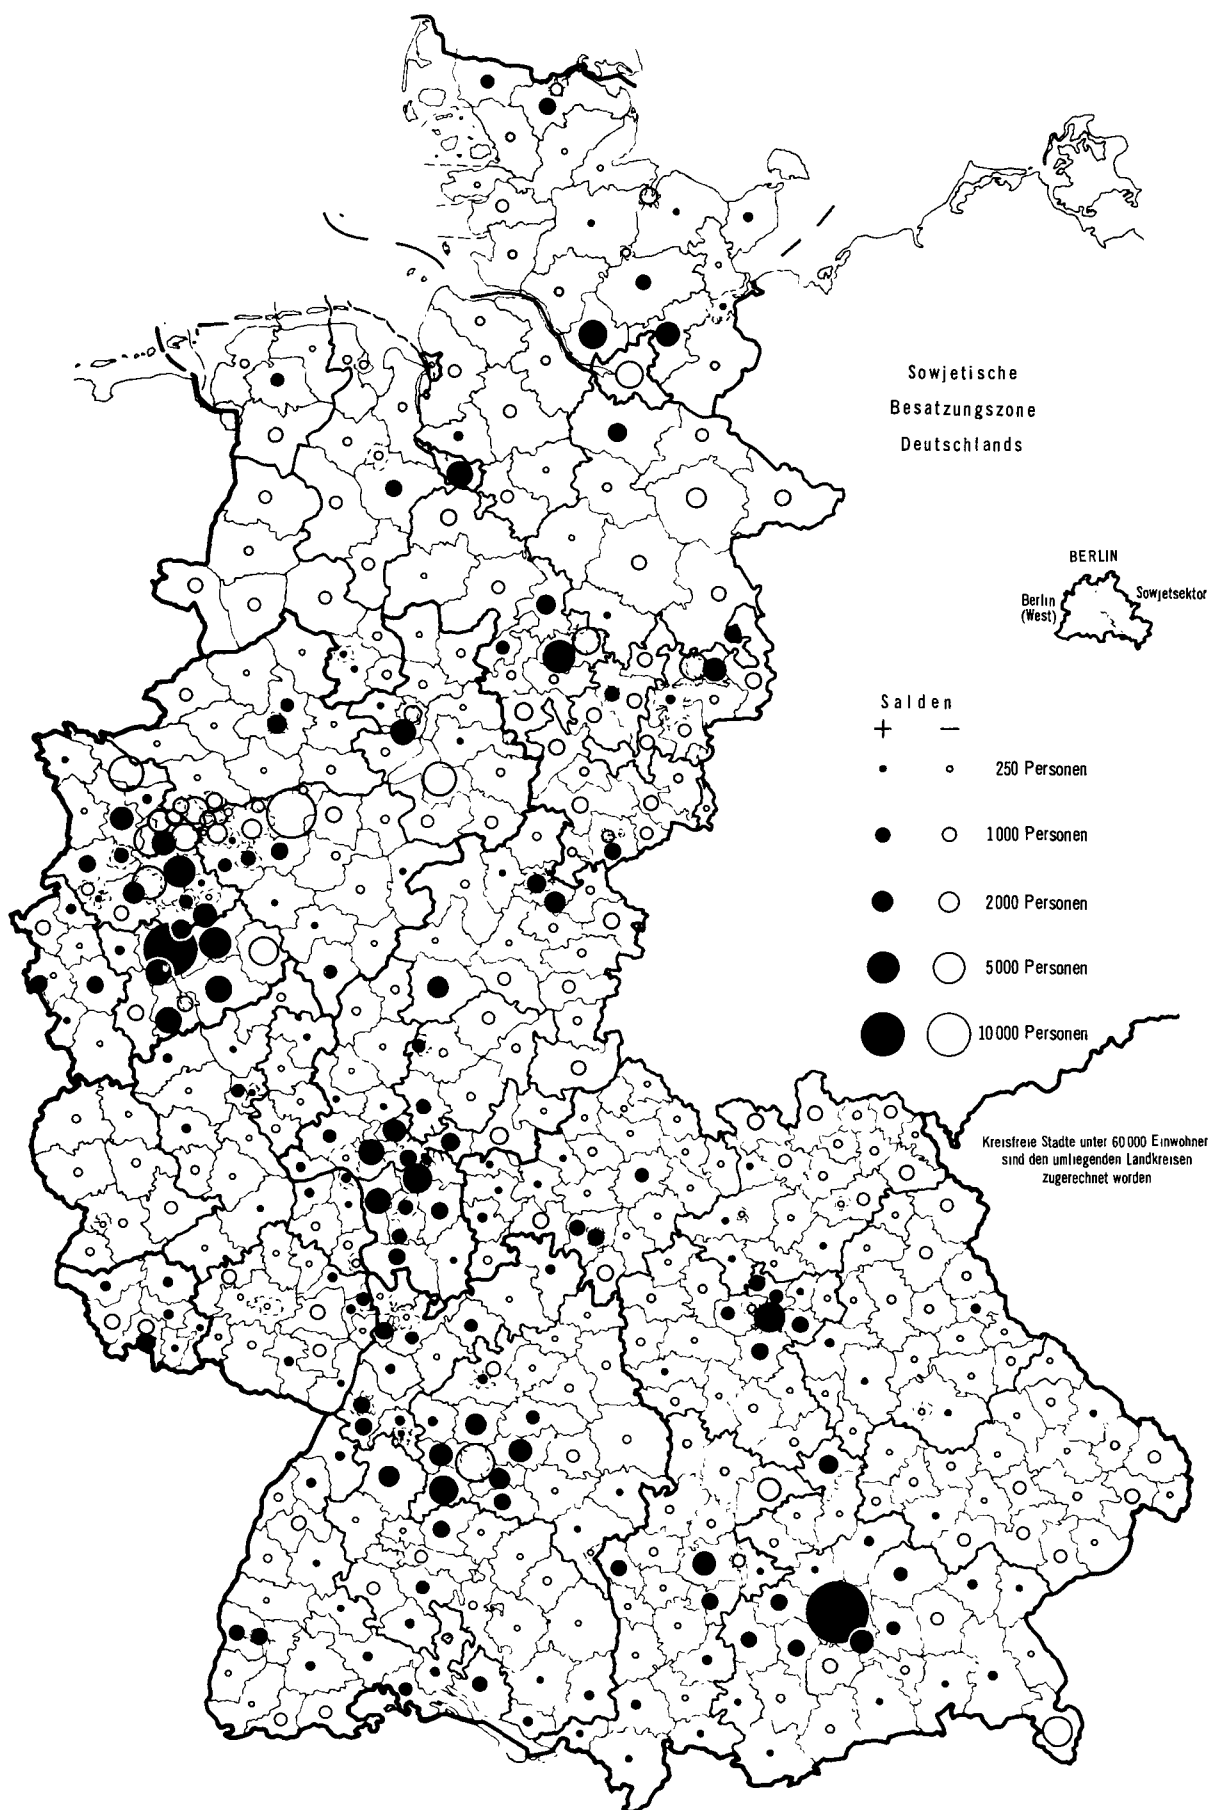 Sowjetische
Besatzungszone
Deutschlands
BERLIN
Berlin
(West)
Sowjetsektor
Salden
+ −
250 Personen
1000 Personen
2000 Personen
5000 Personen
10000 Personen
Kreisfreie Stadte unter 60000 Einwohner
sind den umliegenden Landkreisen
zugerechnet worden